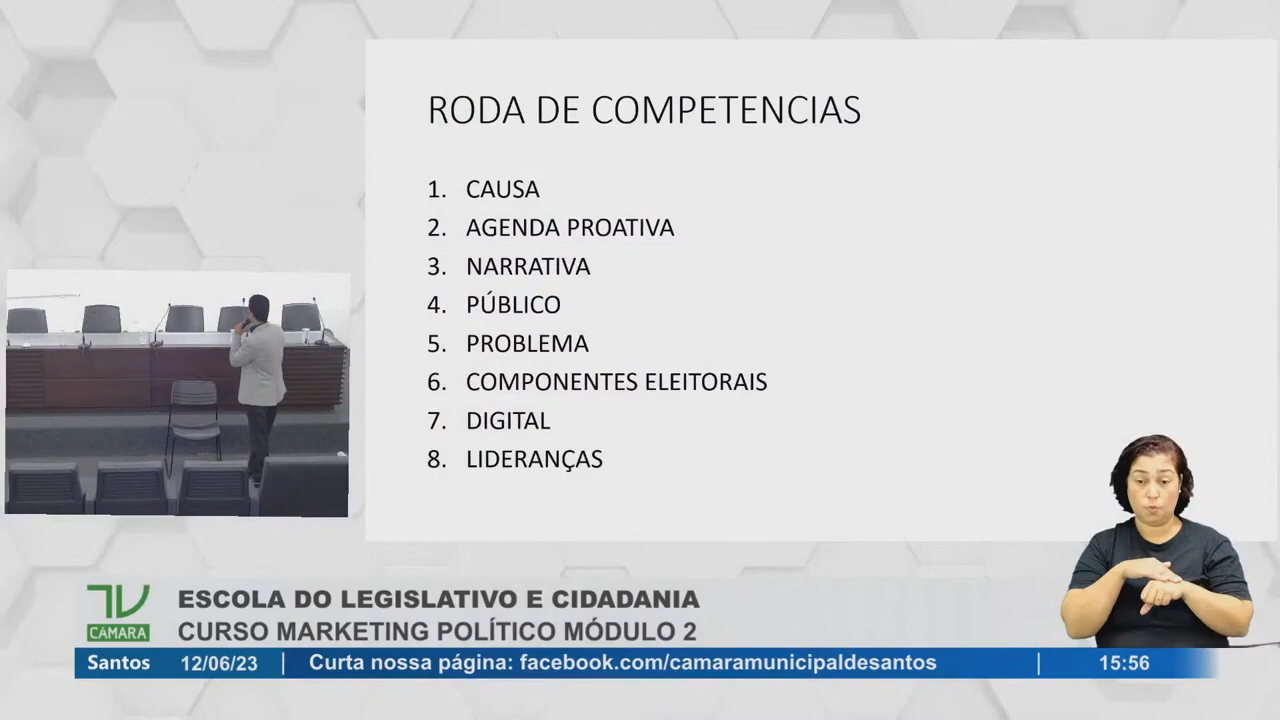 RODA DE COMPETENCIAS
1. CAUSA
2. AGENDA PROATIVA
3. NARRATIVA
4. PÚBLICO
5. PROBLEMA
6. COMPONENTES ELEITORAIS
7. DIGITAL
8. LIDERANÇAS
TV CÂMARA
ESCOLA DO LEGISLATIVO E CIDADANIA
CURSO MARKETING POLÍTICO MÓDULO 2
Santos 12/06/23 | Curta nossa página: facebook.com/camaramunicipaldesantos | 15:56